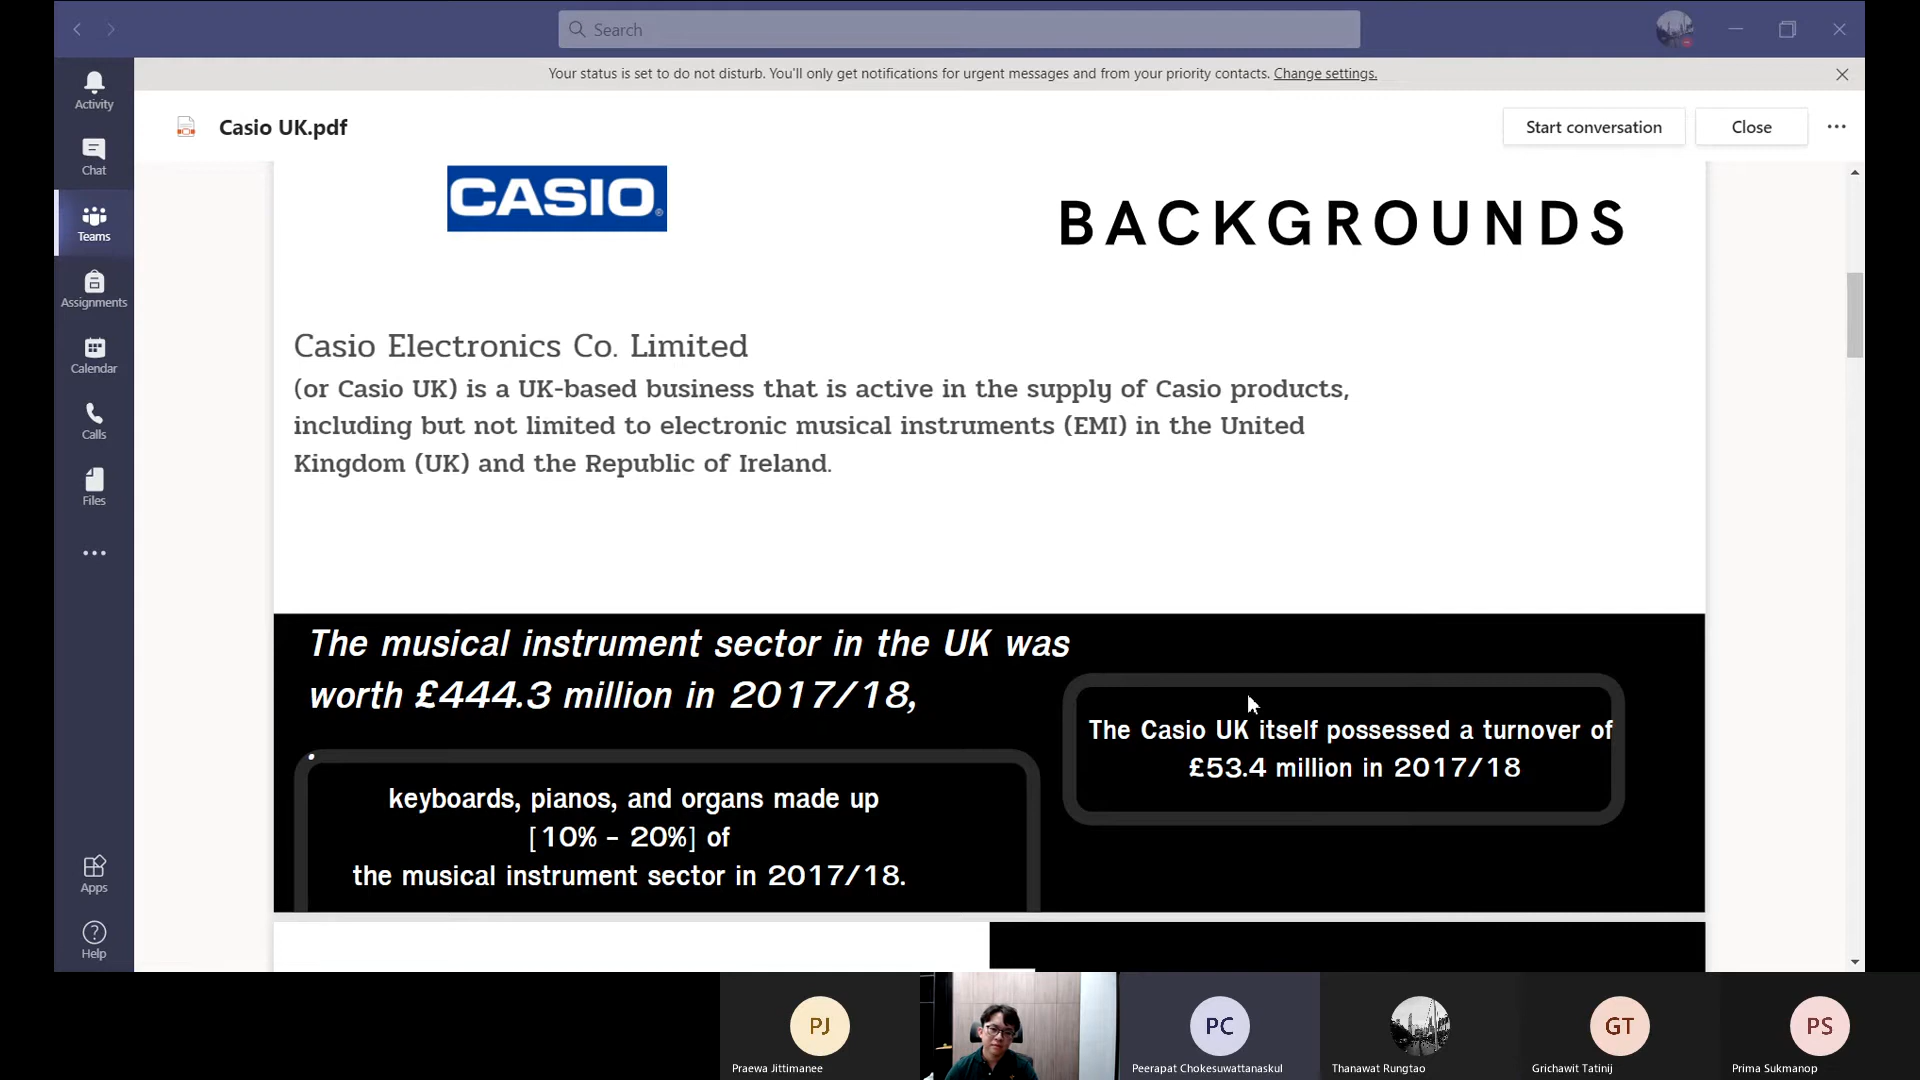 Search
Your status is set to do not disturb. You'll only get notifications for urgent messages and from your priority contacts. Change settings.
Activity
Chat
Teams
Assignments
Calendar
Calls
Files
Apps
Help
Casio UK.pdf
Start conversation
Close
CASIO
BACKGROUNDS
Casio Electronics Co. Limited
(or Casio UK) is a UK-based business that is active in the supply of Casio products,
including but not limited to electronic musical instruments (EMI) in the United
Kingdom (UK) and the Republic of Ireland.
The musical instrument sector in the UK was
worth £444.3 million in 2017/18,
The Casio UK itself possessed a turnover of
£53.4 million in 2017/18
keyboards, pianos, and organs made up
[10% - 20%] of
the musical instrument sector in 2017/18.
PJ
PC
GT
PS
Praewa Jittimanee
Peerapat Chokesuwattanaskul
Thanawat Rungtao
Grichawit Tatinij
Prima Sukmanop